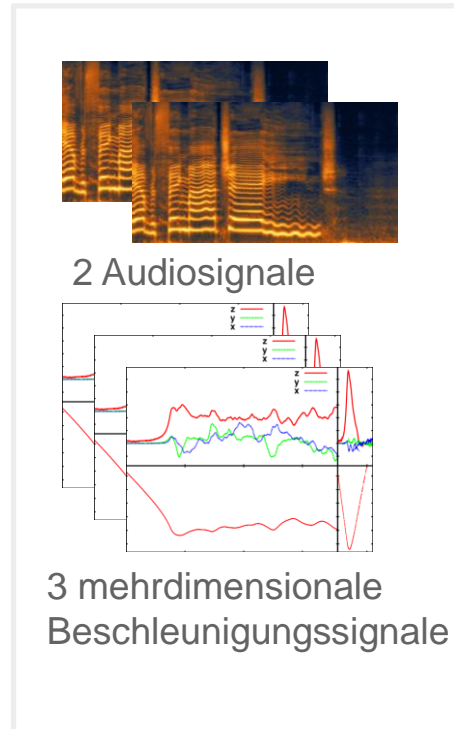 2 Audiosignale
z
y
x
z
y
x
z
y
x
3 mehrdimensionale
Beschleunigungssignale